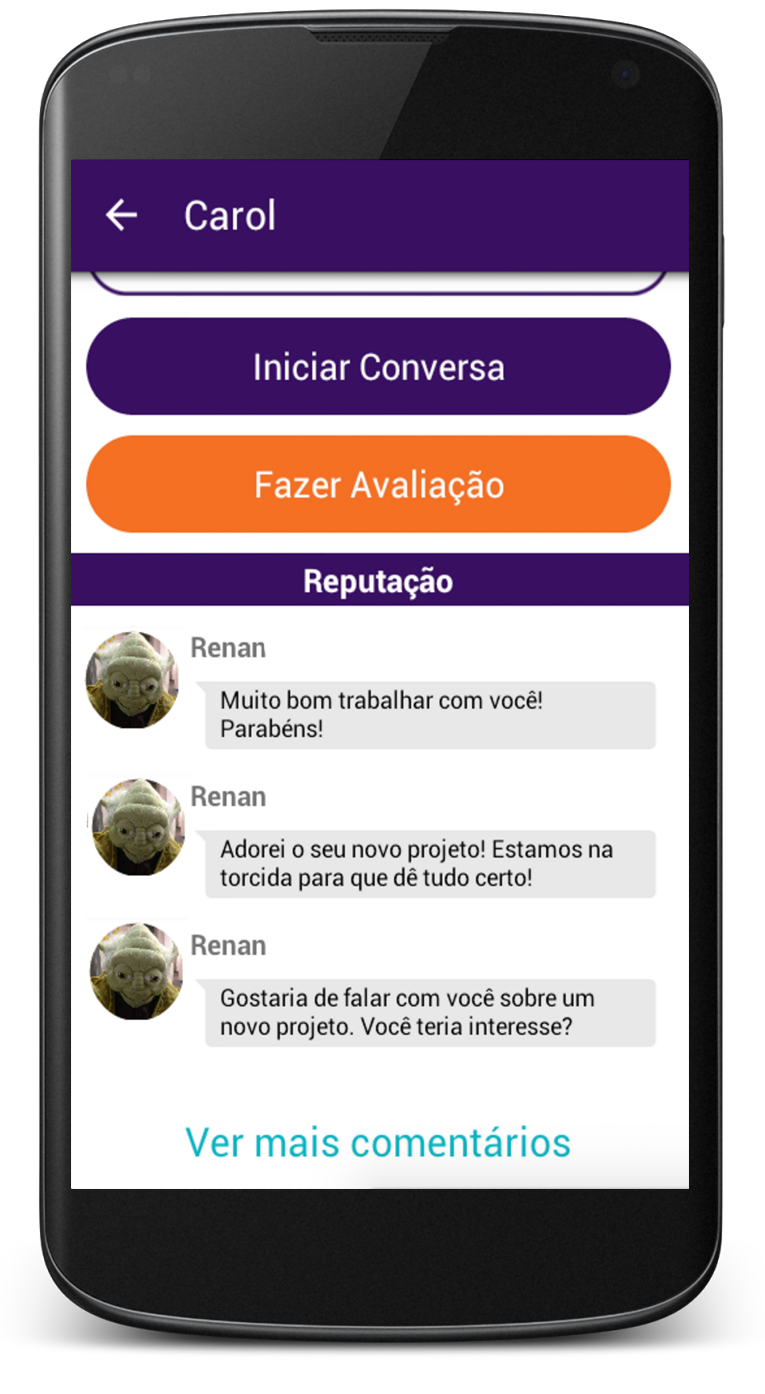 Carol
Iniciar Conversa
Fazer Avaliação
Reputação
Renan
Muito bom trabalhar com você!
Parabéns!
Renan
Adorei o seu novo projeto! Estamos na
torcida para que dê tudo certo!
Renan
Gostaria de falar com você sobre um
novo projeto. Você teria interesse?
Ver mais comentários